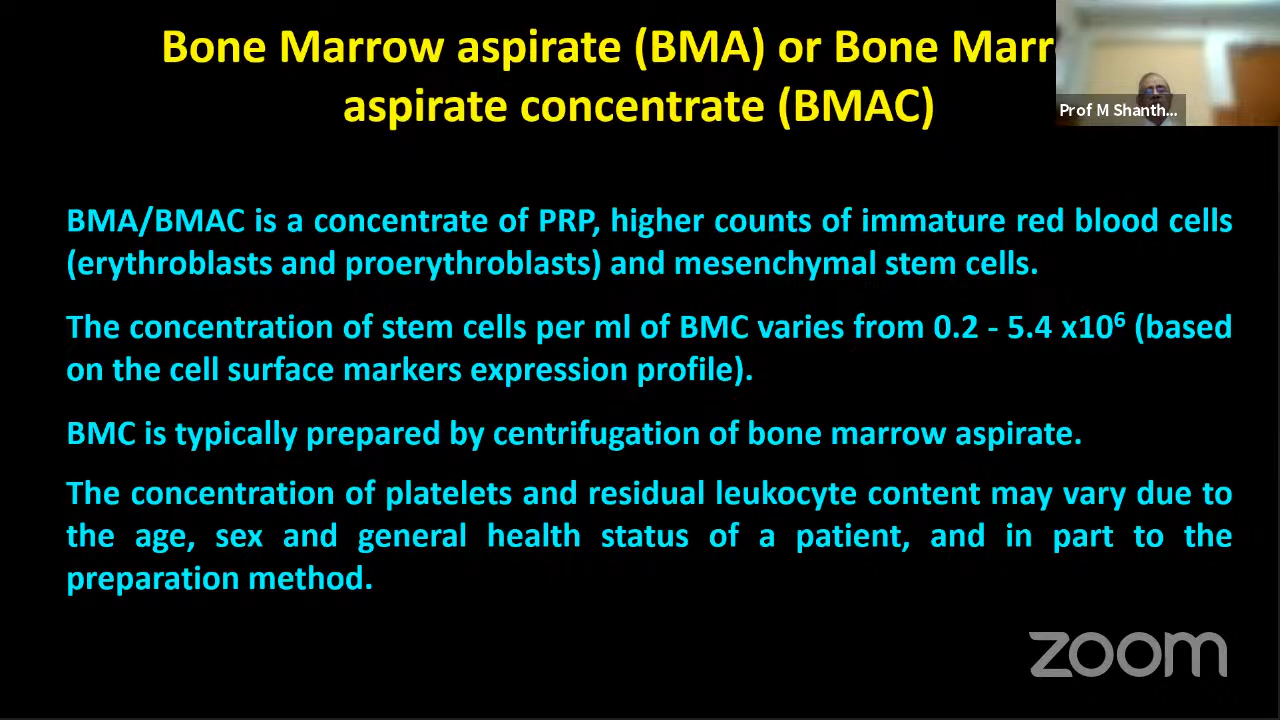 Bone Marrow aspirate (BMA) or Bone Marr
aspirate concentrate (BMAC)
Prof M Shanth...
BMA/BMAC is a concentrate of PRP, higher counts of immature red blood cells
(erythroblasts and proerythroblasts) and mesenchymal stem cells.
The concentration of stem cells per ml of BMC varies from 0.2 - 5.4 x10⁶ (based
on the cell surface markers expression profile).
BMC is typically prepared by centrifugation of bone marrow aspirate.
The concentration of platelets and residual leukocyte content may vary due to
the age, sex and general health status of a patient, and in part to the
preparation method.
zoom